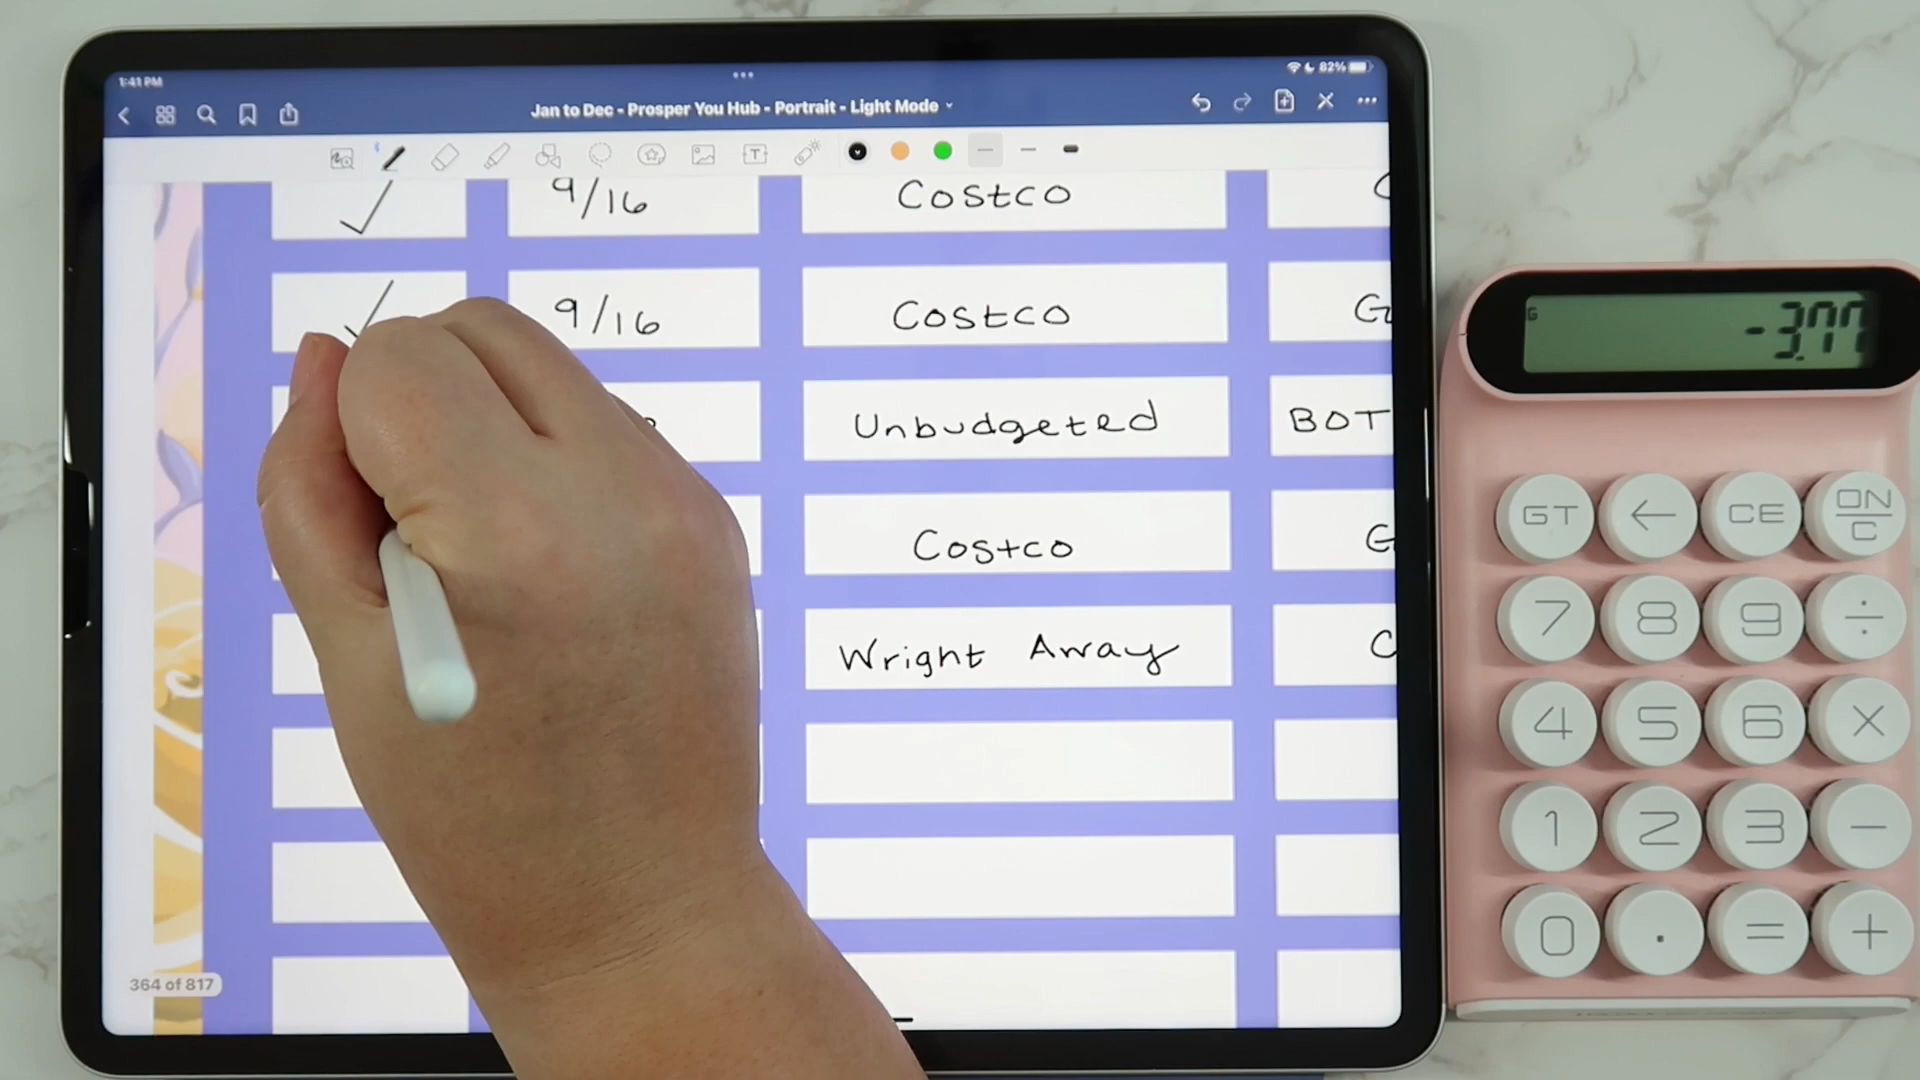 1:41 PM
82%
Jan to Dec - Prosper You Hub - Portrait - Light Mode
T
9/16 Costco
9/16 Costco G
Unbudgeted BOT
Costco G
Wright Away C
364 of 817
G
-3.77
GT ← CE ON/C
7 8 9 ÷
4 5 6 ×
1 2 3 −
0 . = +